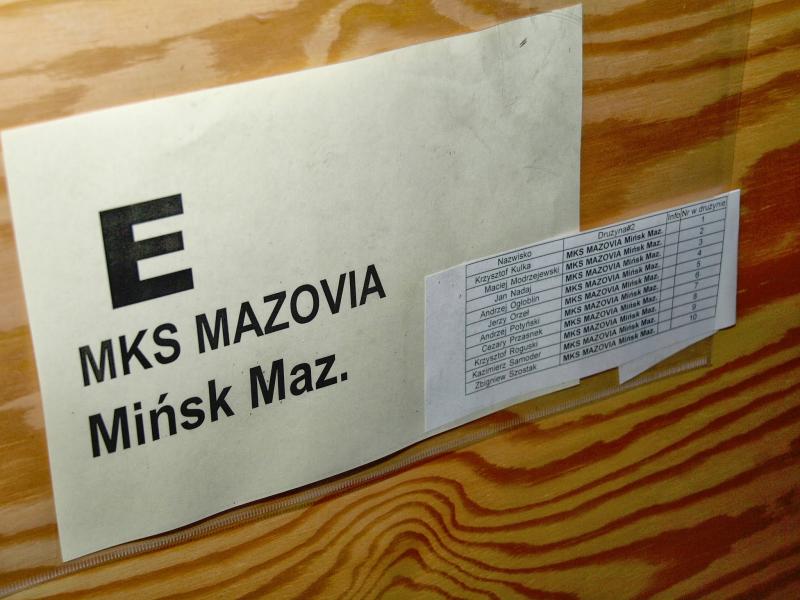 E
MKS MAZOVIA
Mińsk Maz.
Nazwisko Drużyna#2 Info Nr w drużynie
Krzysztof Kulka MKS MAZOVIA Mińsk Maz. 1
Maciej Modrzejewski MKS MAZOVIA Mińsk Maz. 2
Jan Nadaj MKS MAZOVIA Mińsk Maz. 3
Andrzej Ogloblin MKS MAZOVIA Mińsk Maz. 4
Jerzy Orzeł MKS MAZOVIA Mińsk Maz. 5
Andrzej Potyński MKS MAZOVIA Mińsk Maz. 6
Cezary Przasnek MKS MAZOVIA Mińsk Maz. 7
Krzysztof Roguski MKS MAZOVIA Mińsk Maz. 8
Kazimierz Samoder MKS MAZOVIA Mińsk Maz. 9
Zbigniew Szostak MKS MAZOVIA Mińsk Maz. 10